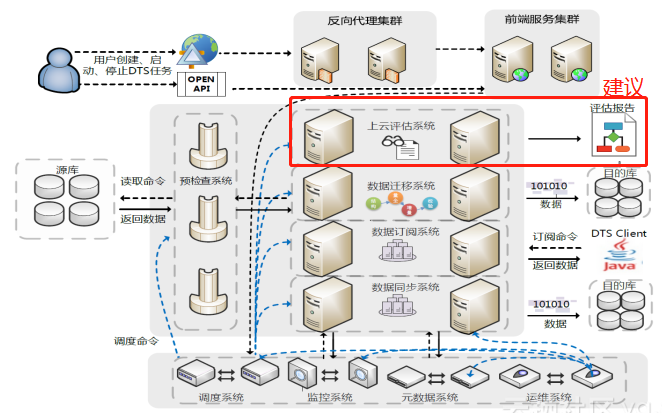 反向代理集群
前端服务集群
用户创建、启
动、停止DTS任务
OPEN
API
建议
上云评估系统
评估报告
源库
预检查系统
读取命令
返回数据
数据迁移系统
101010
数据
目的库
数据订阅系统
订阅命令
返回数据
DTS Client
Java
数据同步系统
101010
数据
目的库
调度命令
调度系统
监控系统
元数据系统
运维系统